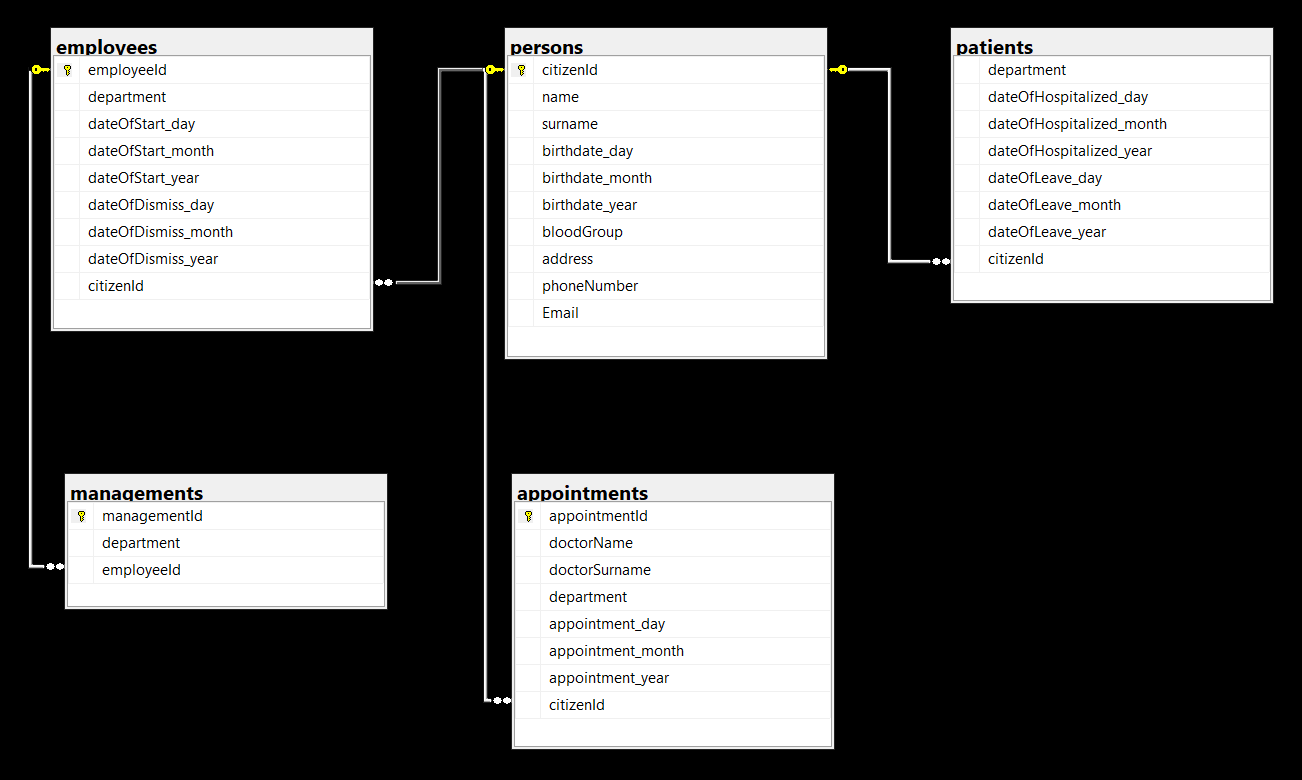 employees
employeeId
department
dateOfStart_day
dateOfStart_month
dateOfStart_year
dateOfDismiss_day
dateOfDismiss_month
dateOfDismiss_year
citizenId
persons
citizenId
name
surname
birthdate_day
birthdate_month
birthdate_year
bloodGroup
address
phoneNumber
Email
patients
department
dateOfHospitalized_day
dateOfHospitalized_month
dateOfHospitalized_year
dateOfLeave_day
dateOfLeave_month
dateOfLeave_year
citizenId
managements
managementId
department
employeeId
appointments
appointmentId
doctorName
doctorSurname
department
appointment_day
appointment_month
appointment_year
citizenId